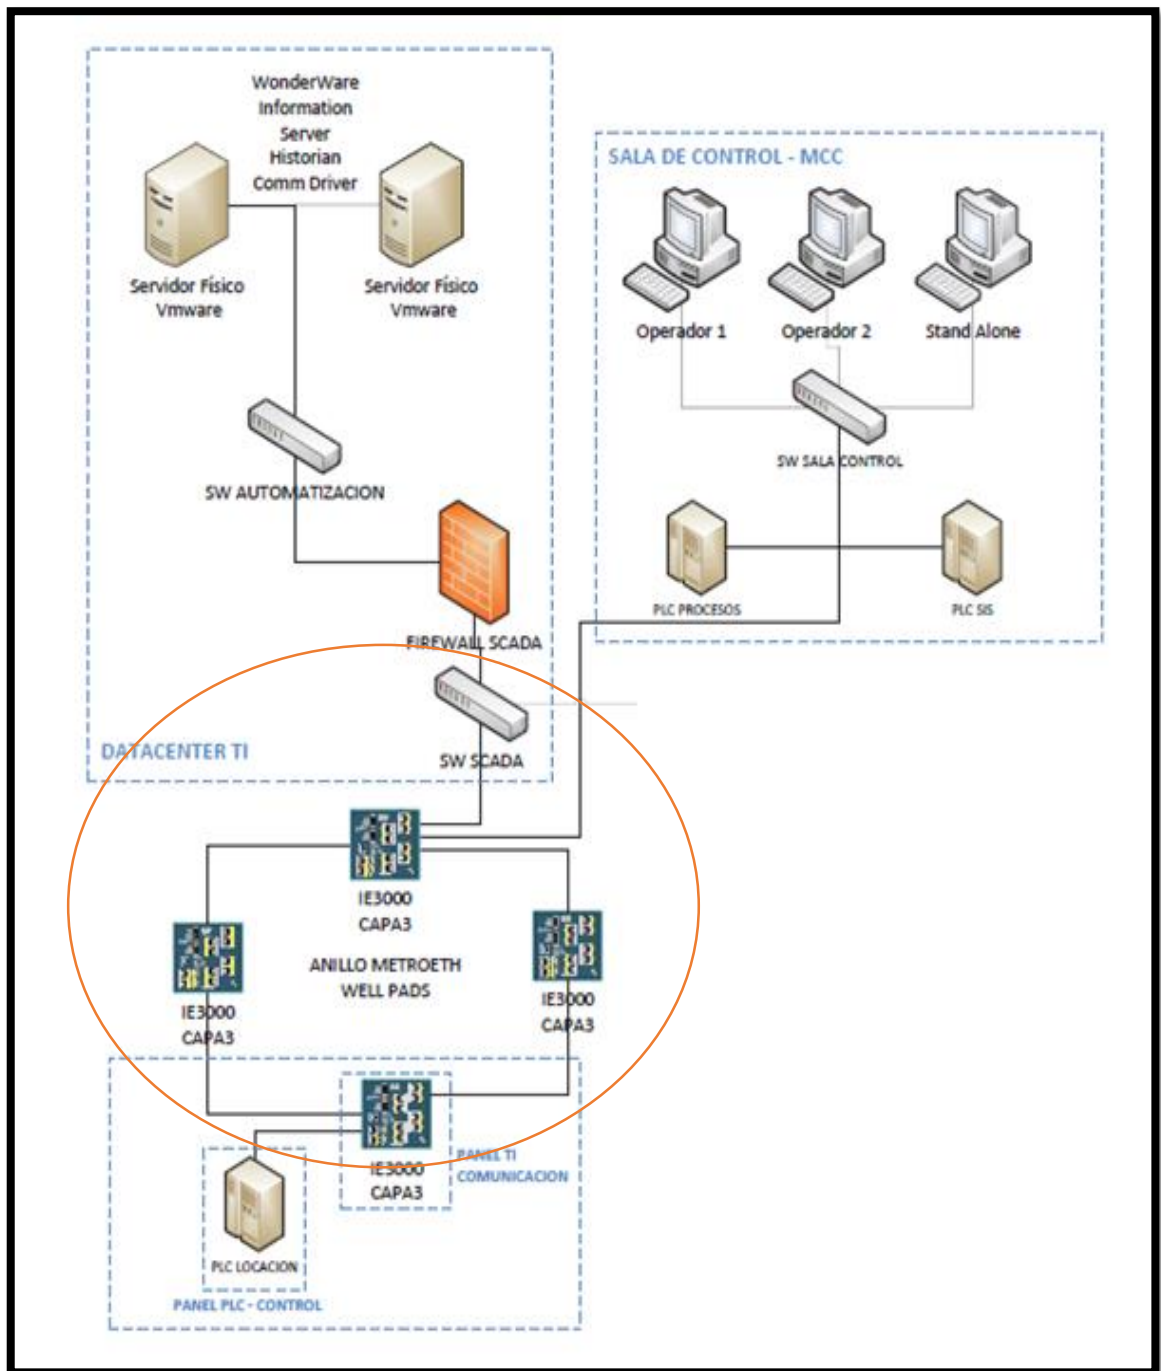 WonderWare
Information
Server
Historian
Comm Driver
Servidor Físico
Vmware
Servidor Físico
Vmware
SW AUTOMATIZACION
FIREWALL SCADA
SW SCADA
DATACENTER TI
SALA DE CONTROL - MCC
Operador 1
Operador 2
Stand Alone
SW SALA CONTROL
PLC PROCESOS
PLC SIS
IE3000
CAPA3
IE3000
CAPA3
ANILLO METROETH
WELL PADS
IE3000
CAPA3
IE3000
CAPA3
PANEL TI
COMUNICACION
PLC LOCACION
PANEL PLC - CONTROL